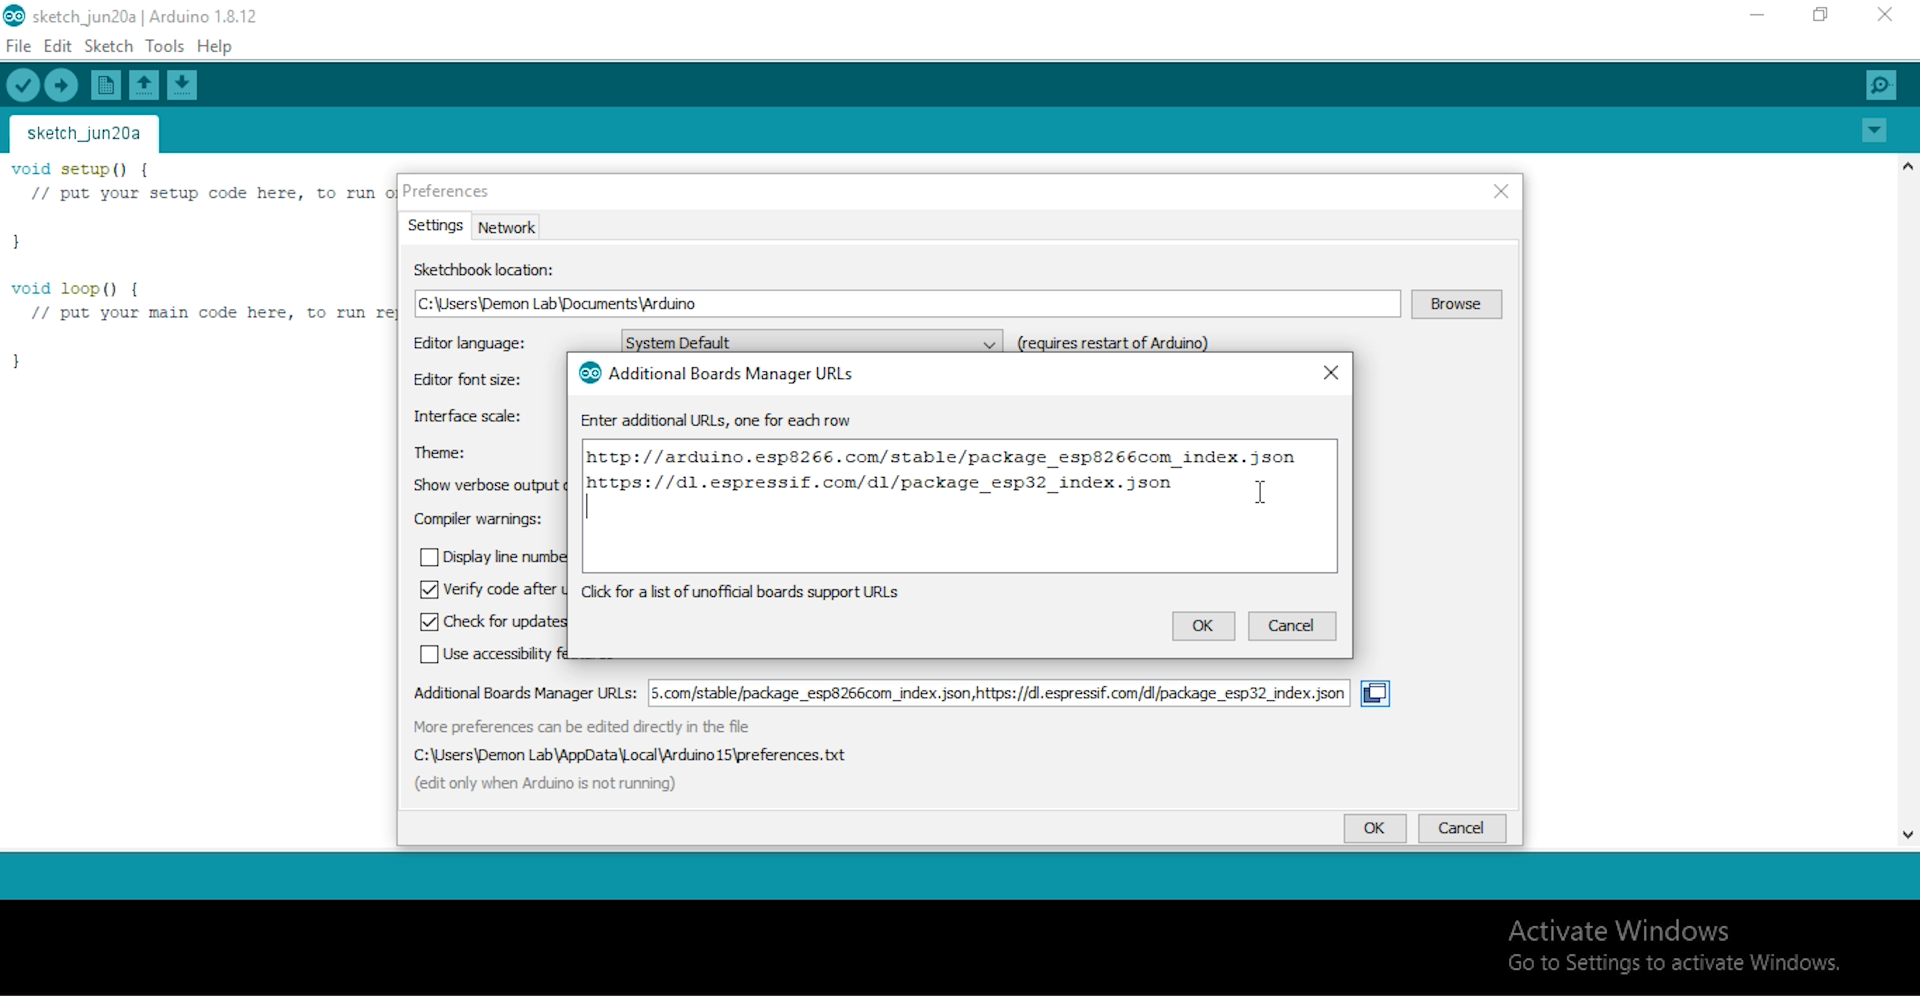 sketch_jun20a | Arduino 1.8.12
File Edit Sketch Tools Help
sketch_jun20a
void setup() {
// put your setup code here, to run
}
void loop() {
// put your main code here, to run
}
Preferences
Settings Network
Sketchbook location:
C:\Users\Demon Lab\Documents\Arduino Browse
Editor language: System Default (requires restart of Arduino)
Editor font size:
Interface scale:
Theme:
Show verbose output
Compiler warnings:
Display line
Verify code after
Check for updates
Use accessibility
Additional Boards Manager URLs
Enter additional URLs, one for each row
http://arduino.esp8266.com/stable/package_esp8266com_index.json
https://dl.espressif.com/dl/package_esp32_index.json
Click for a list of unofficial boards support URLs
OK Cancel
Additional Boards Manager URLs: .com/stable/package_esp8266com_index.json,https://dl.espressif.com/dl/package_esp32_index.json
More preferences can be edited directly in the file
C:\Users\Demon Lab\AppData\Local\Arduino15\preferences.txt
(edit only when Arduino is not running)
OK Cancel
Activate Windows
Go to Settings to activate Windows.